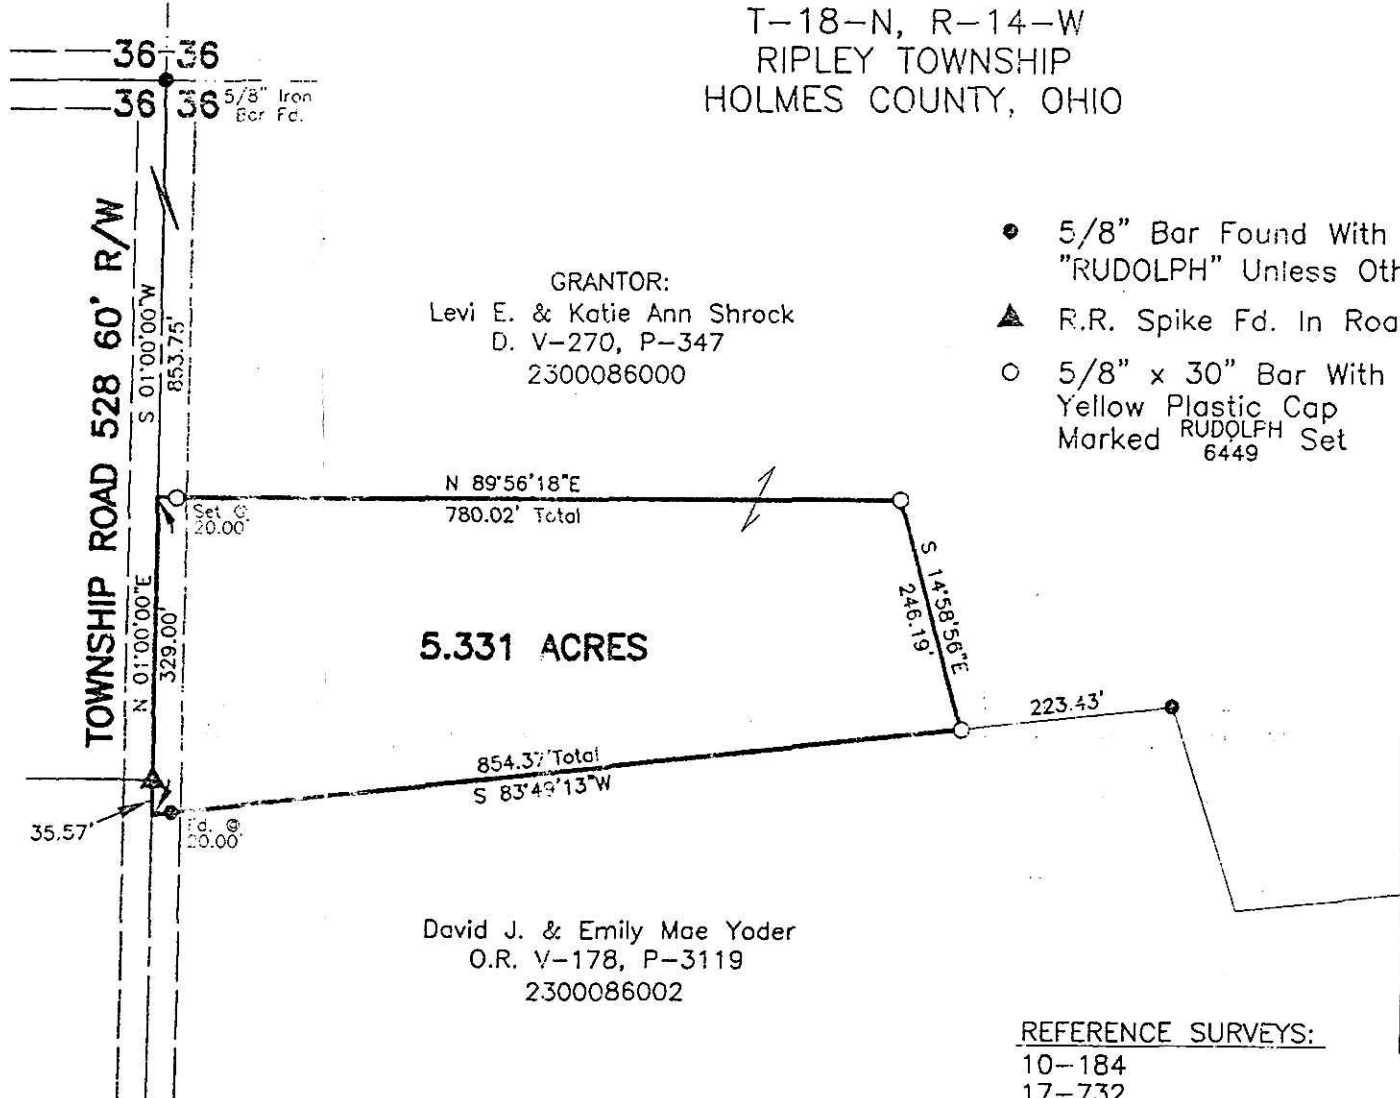 T-18-N, R-14-W
RIPLEY TOWNSHIP
HOLMES COUNTY, OHIO
36 36
36 36
5/8" Iron
Bar Fd.
TOWNSHIP ROAD 528 60' R/W
S 01°00'00"W
853.75'
GRANTOR:
Levi E. & Katie Ann Shrock
D. V-270, P-347
2300086000
5/8" Bar Found With
"RUDOLPH" Unless Oth
R.R. Spike Fd. In Roa
5/8" x 30" Bar With
Yellow Plastic Cap
Marked RUDOLPH Set
6449
N 89°56'18"E
780.02' Total
Set @
20.00'
N 01°00'00"E
329.00'
S 14°58'56"E
246.19'
5.331 ACRES
223.43'
854.37' Total
S 83°49'13"W
35.57'
Fd. @
20.00'
David J. & Emily Mae Yoder
O.R. V-178, P-3119
2300086002
REFERENCE SURVEYS:
10-184
17-732